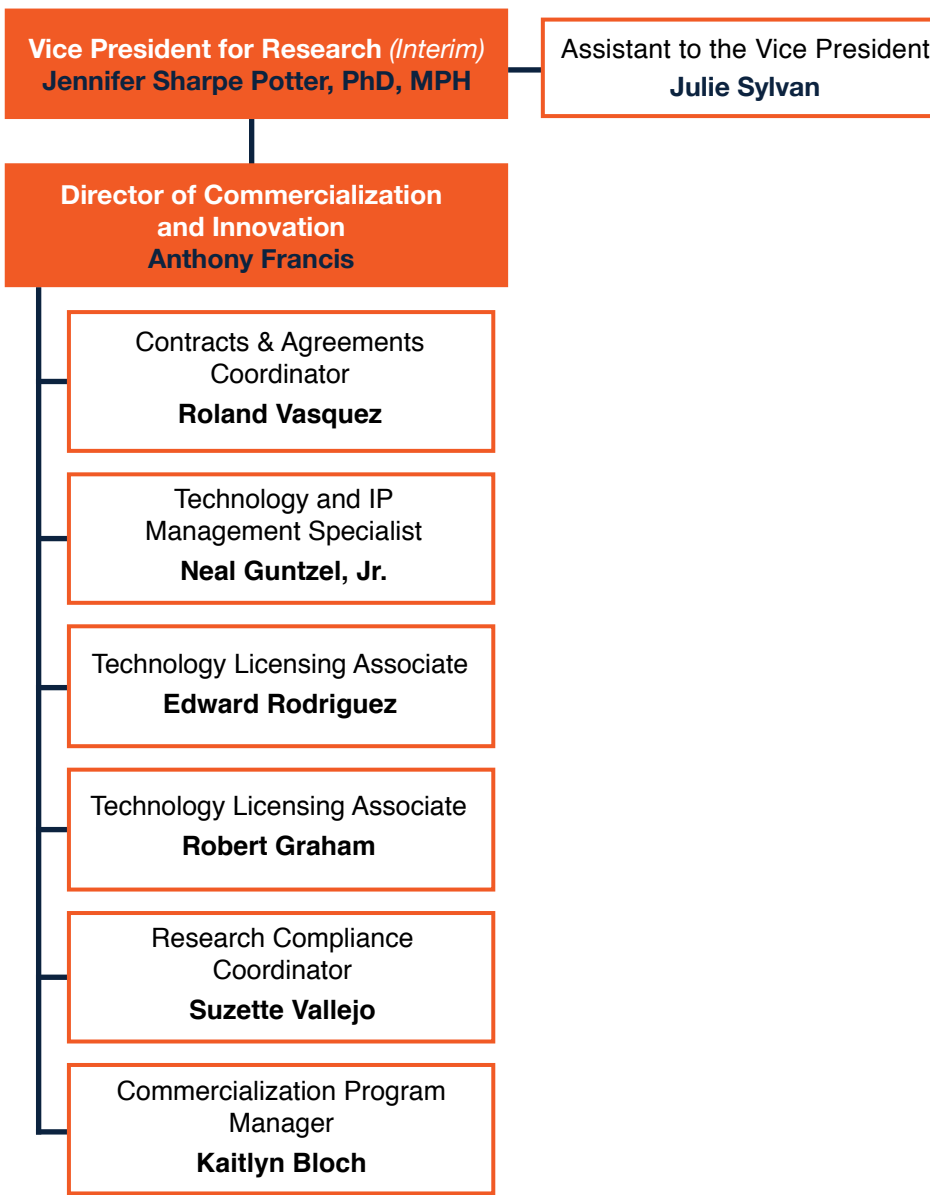 Vice President for Research (Interim)
Jennifer Sharpe Potter, PhD, MPH
Assistant to the Vice President
Julie Sylvan
Director of Commercialization
and Innovation
Anthony Francis
Contracts & Agreements
Coordinator
Roland Vasquez
Technology and IP
Management Specialist
Neal Guntzel, Jr.
Technology Licensing Associate
Edward Rodriguez
Technology Licensing Associate
Robert Graham
Research Compliance
Coordinator
Suzette Vallejo
Commercialization Program
Manager
Kaitlyn Bloch